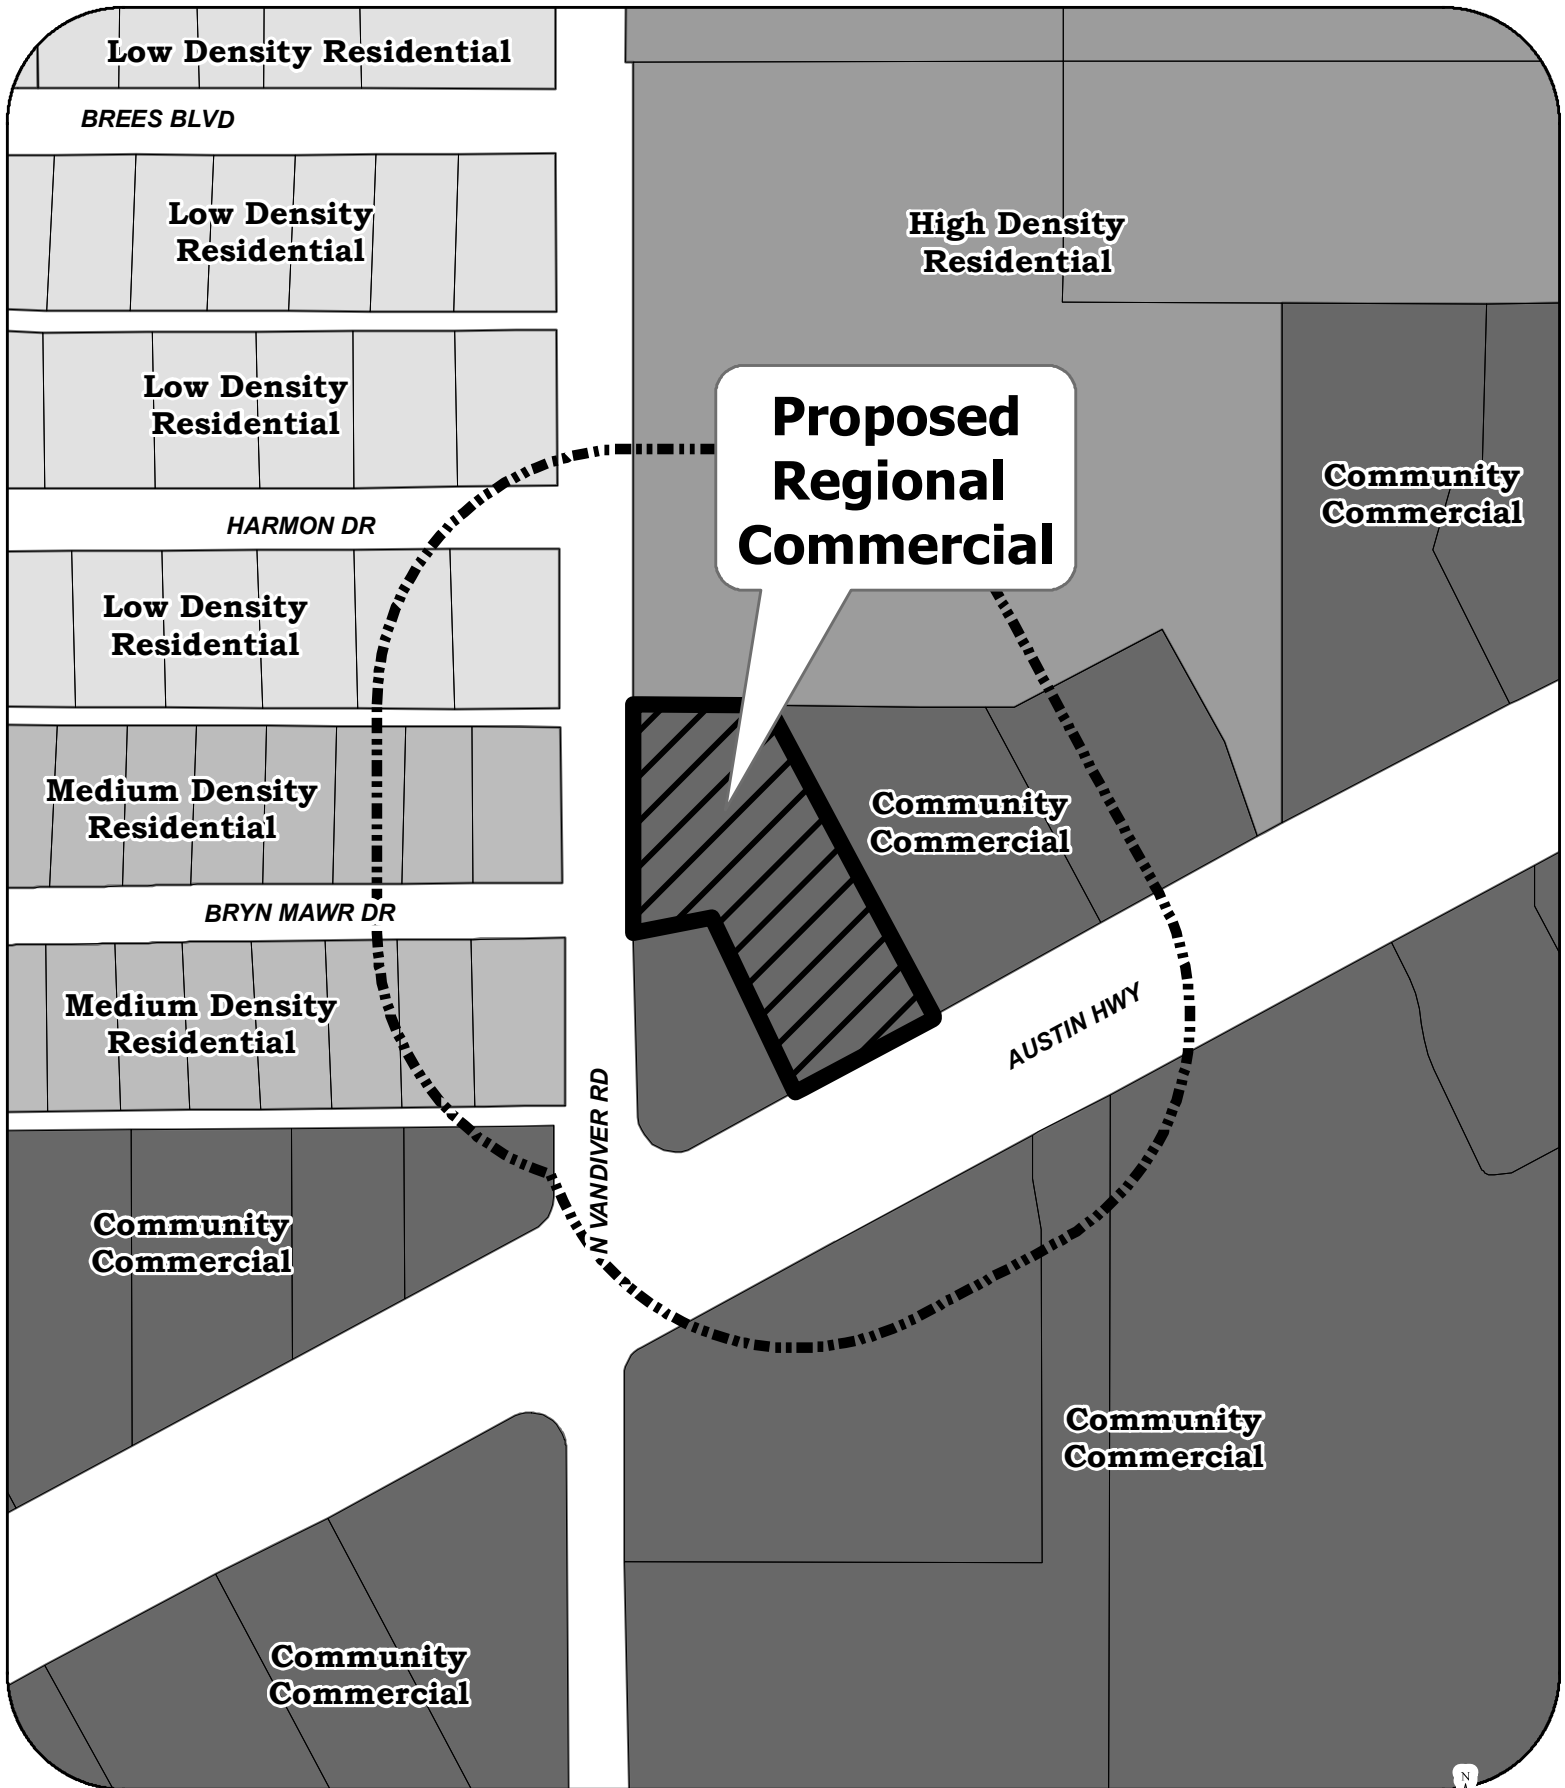 Low Density Residential
BREES BLVD
Low Density
Residential
High Density
Residential
Low Density
Residential
Proposed
Regional
Commercial
Community
Commercial
HARMON DR
Low Density
Residential
Medium Density
Residential
Community
Commercial
BRYN MAWR DR
Medium Density
Residential
AUSTIN HWY
N VANDIVER RD
Community
Commercial
Community
Commercial
Community
Commercial
N